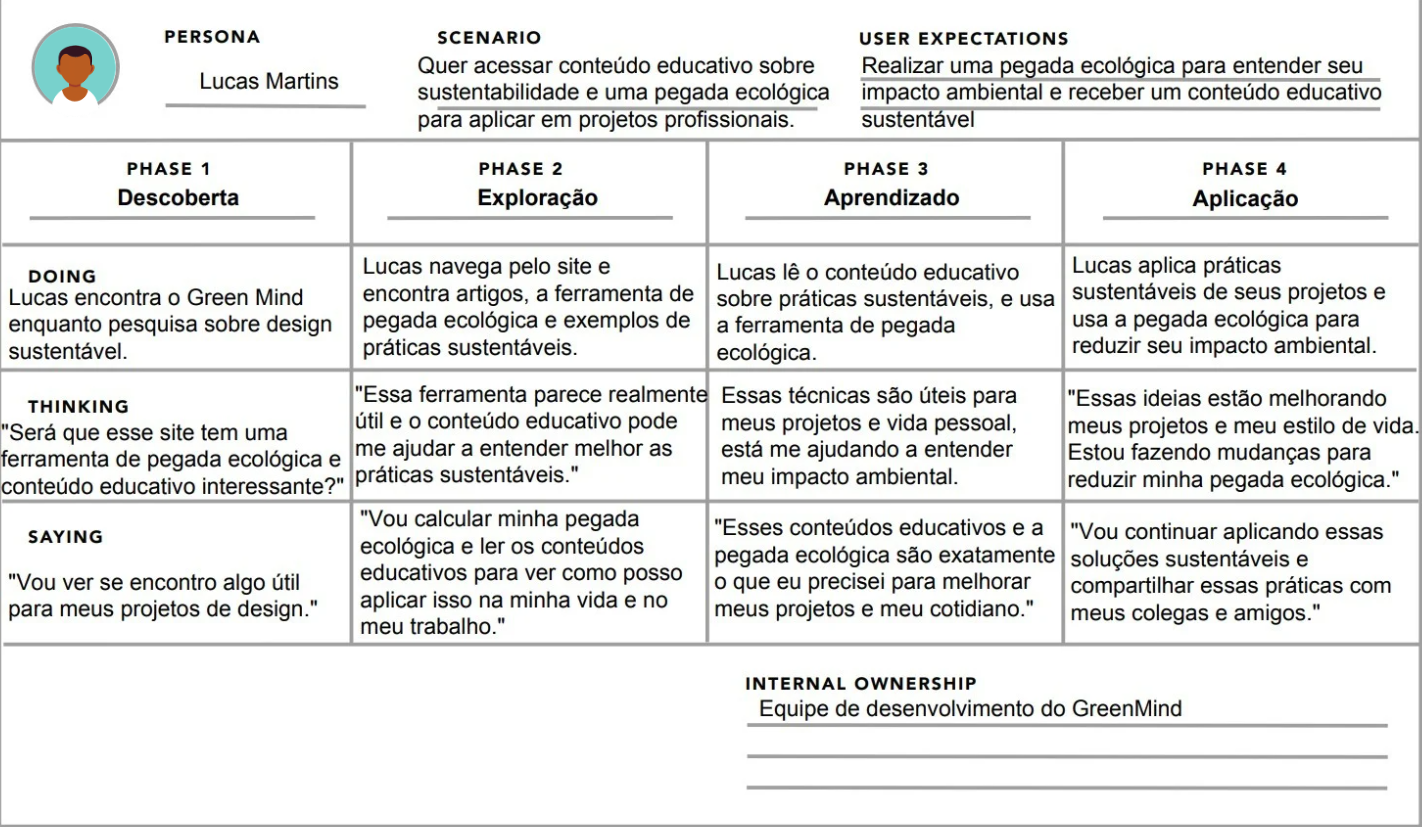 PERSONA
Lucas Martins
SCENARIO
Quer acessar conteúdo educativo sobre
sustentabilidade e uma pegada ecológica
para aplicar em projetos profissionais.
USER EXPECTATIONS
Realizar uma pegada ecológica para entender seu
impacto ambiental e receber um conteúdo educativo
sustentável
PHASE 1
Descoberta
PHASE 2
Exploração
PHASE 3
Aprendizado
PHASE 4
Aplicação
DOING
Lucas encontra o Green Mind
enquanto pesquisa sobre design
sustentável.
Lucas navega pelo site e
encontra artigos, a ferramenta de
pegada ecológica e exemplos de
práticas sustentáveis.
Lucas lê o conteúdo educativo
sobre práticas sustentáveis, e usa
a ferramenta de pegada
ecológica.
Lucas aplica práticas
sustentáveis de seus projetos e
usa a pegada ecológica para
reduzir seu impacto ambiental.
THINKING
"Será que esse site tem uma
ferramenta de pegada ecológica e
conteúdo educativo interessante?"
"Essa ferramenta parece realmente
útil e o conteúdo educativo pode
me ajudar a entender melhor as
práticas sustentáveis."
Essas técnicas são úteis para
meus projetos e vida pessoal,
está me ajudando a entender
meu impacto ambiental.
"Essas ideias estão melhorando
meus projetos e meu estilo de vida.
Estou fazendo mudanças para
reduzir minha pegada ecológica."
SAYING
"Vou ver se encontro algo útil
para meus projetos de design."
"Vou calcular minha pegada
ecológica e ler os conteúdos
educativos para ver como posso
aplicar isso na minha vida e no
meu trabalho."
"Esses conteúdos educativos e a
pegada ecológica são exatamente
o que eu precisei para melhorar
meus projetos e meu cotidiano."
"Vou continuar aplicando essas
soluções sustentáveis e
compartilhar essas práticas com
meus colegas e amigos."
INTERNAL OWNERSHIP
Equipe de desenvolvimento do GreenMind